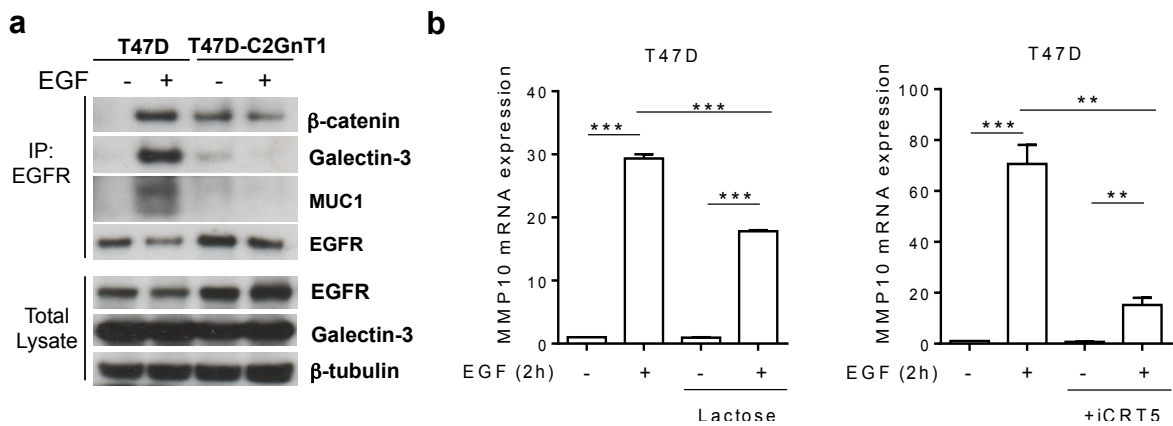 a
T47D T47D-C2GnT1
EGF - + - +
IP:
EGFR
β-catenin
Galectin-3
MUC1
EGFR
Total
Lysate
EGFR
Galectin-3
β-tubulin
b
T47D
MMP10 mRNA expression
40
30
20
10
0
***
***
***
EGF (2h) - + - +
Lactose
T47D
MMP10 mRNA expression
100
80
60
40
20
0
***
**
**
EGF (2h) - + - +
+iCRT5